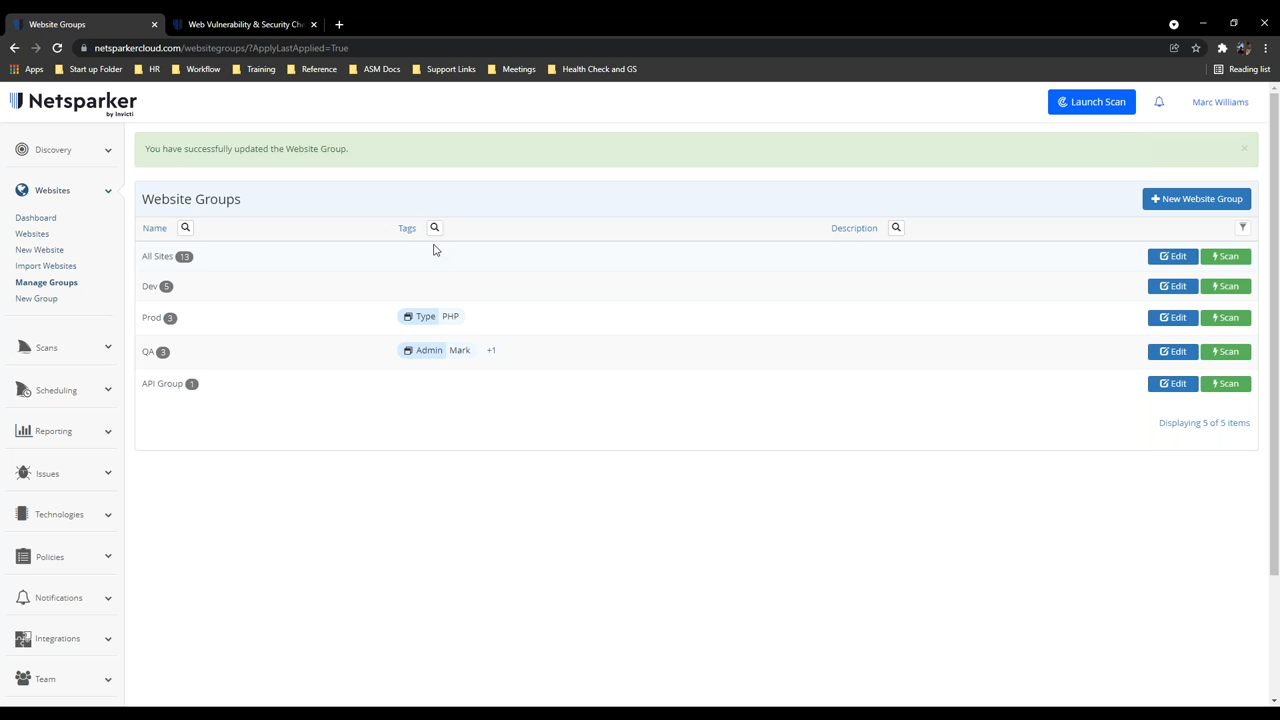 Website Groups
Web Vulnerability & Security Che
netsparkercloud.com/websitegroups/?ApplyLastApplied=True
Apps Start up Folder HR Workflow Training Reference ASM Docs Support Links Meetings Health Check and GS Reading list
Netsparker
by Invicti
Launch Scan
Marc Williams
Discovery
Websites
Dashboard
Websites
New Website
Import Websites
Manage Groups
New Group
Scans
Scheduling
Reporting
Issues
Technologies
Policies
Notifications
Integrations
Team
You have successfully updated the Website Group.
Website Groups
New Website Group
Name Tags Description
All Sites 13 Edit Scan
Dev 5 Edit Scan
Prod 3 Type PHP Edit Scan
QA 3 Admin Mark +1 Edit Scan
API Group 1 Edit Scan
Displaying 5 of 5 items